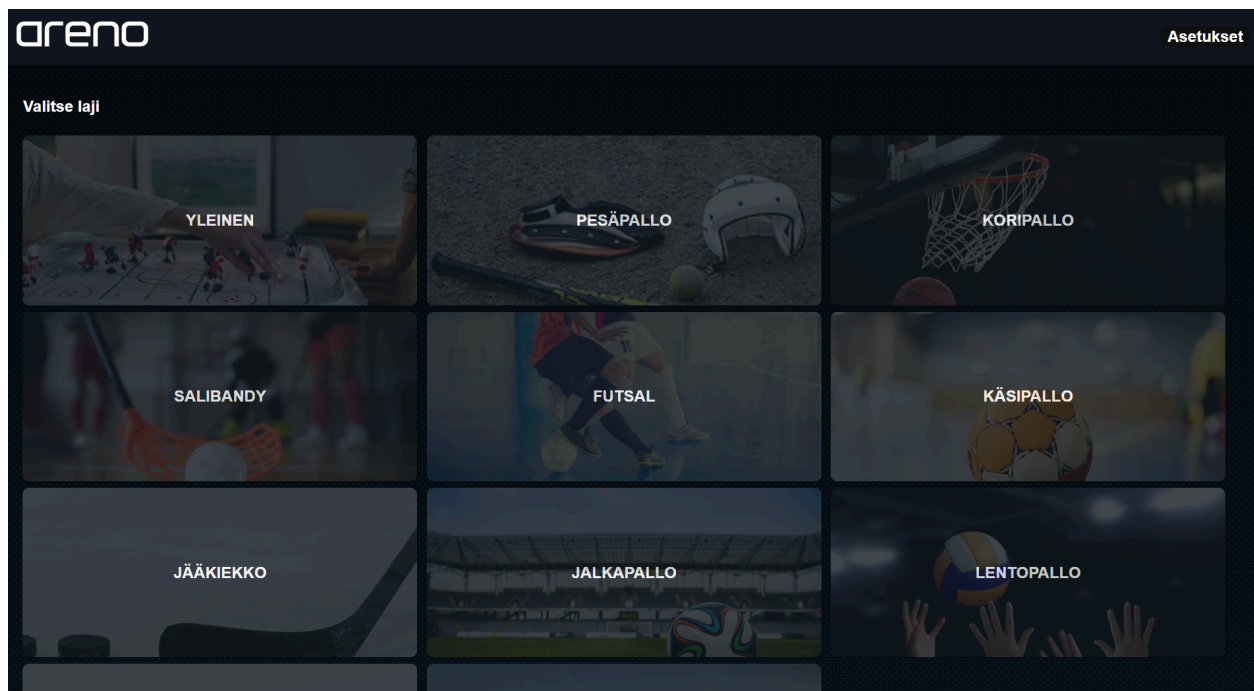 areno
Asetukset
Valitse laji
YLEINEN
PESÄPALLO
KORIPALLO
SALIBANDY
FUTSAL
KÄSIPALLO
JÄÄKIEKKO
JALKAPALLO
LENTOPALLO